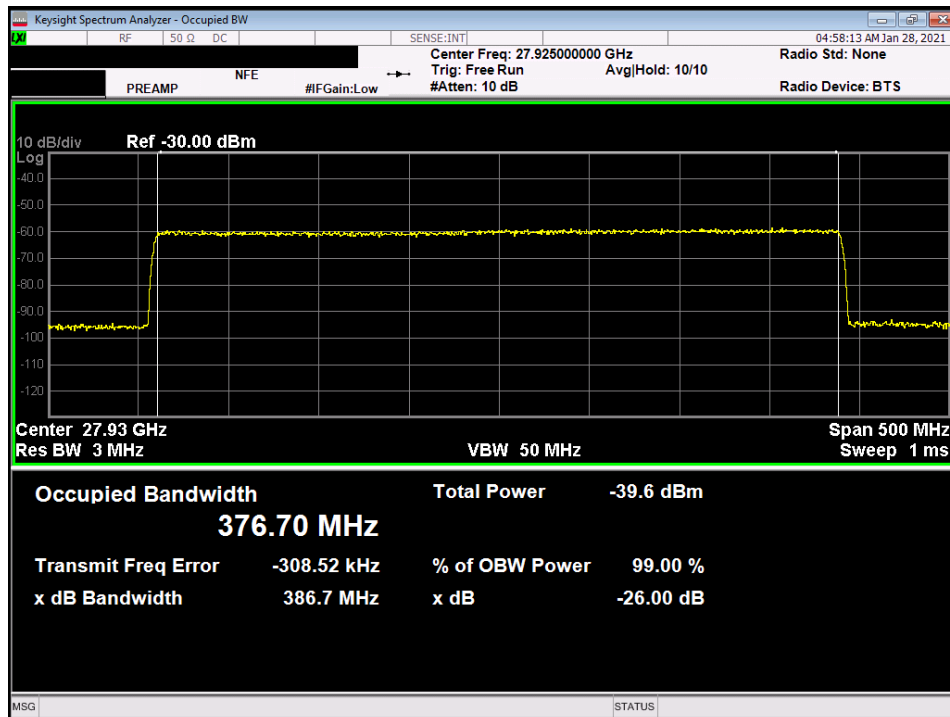 Keysight Spectrum Analyzer - Occupied BW
LXI RF 50 Ω DC SENSE:INT 04:58:13 AM Jan 28, 2021
Center Freq: 27.925000000 GHz Radio Std: None
NFE Trig: Free Run Avg|Hold: 10/10
PREAMP #IFGain:Low #Atten: 10 dB Radio Device: BTS
10 dB/div Ref -30.00 dBm
Log
-40.0
-50.0
-60.0
-70.0
-80.0
-90.0
-100
-110
-120
Center 27.93 GHz Span 500 MHz
Res BW 3 MHz VBW 50 MHz Sweep 1 ms
Occupied Bandwidth Total Power -39.6 dBm
376.70 MHz
Transmit Freq Error -308.52 kHz % of OBW Power 99.00 %
x dB Bandwidth 386.7 MHz x dB -26.00 dB
MSG STATUS